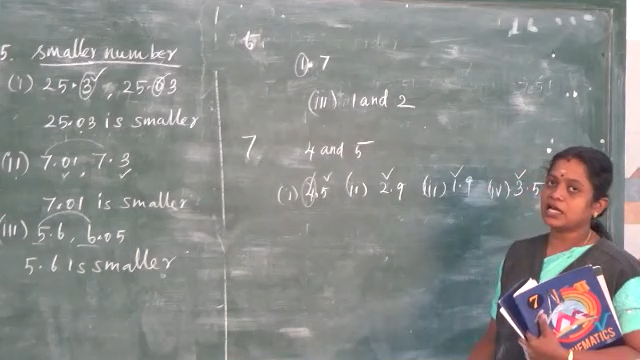 5. smaller number
(i) 25.3, 25.03
25.03 is smaller
(ii) 7.01, 7.3
7.01 is smaller
(iii) 5.6, 6.05
5.6 is smaller
6.
1.7
(iii) 1 and 2
7. 4 and 5
(i) 2.5 (ii) 2.9 (iii) 1.9 (iv) 3.5
7
MATHEMATICS